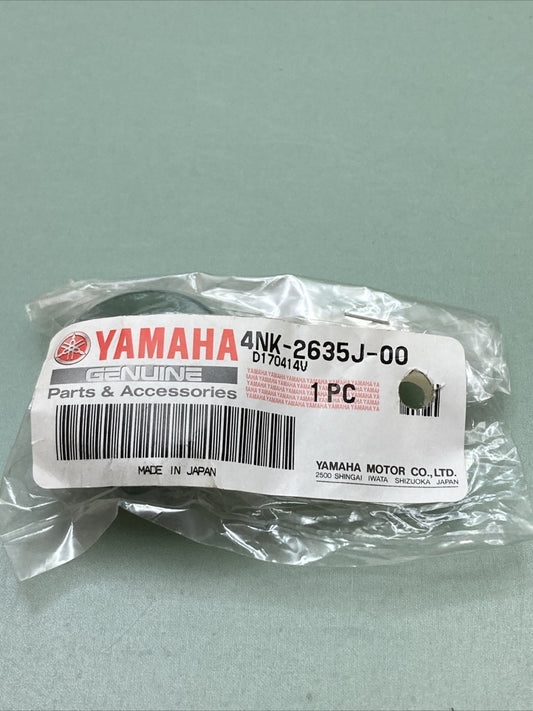 YAMAHA 4NK-2635J-00
D170414V
GENUINE
Parts & Accessories
1 PC
MADE IN JAPAN
YAMAHA MOTOR CO., LTD.
2500 SHINGAI IWATA SHIZUOKA JAPAN